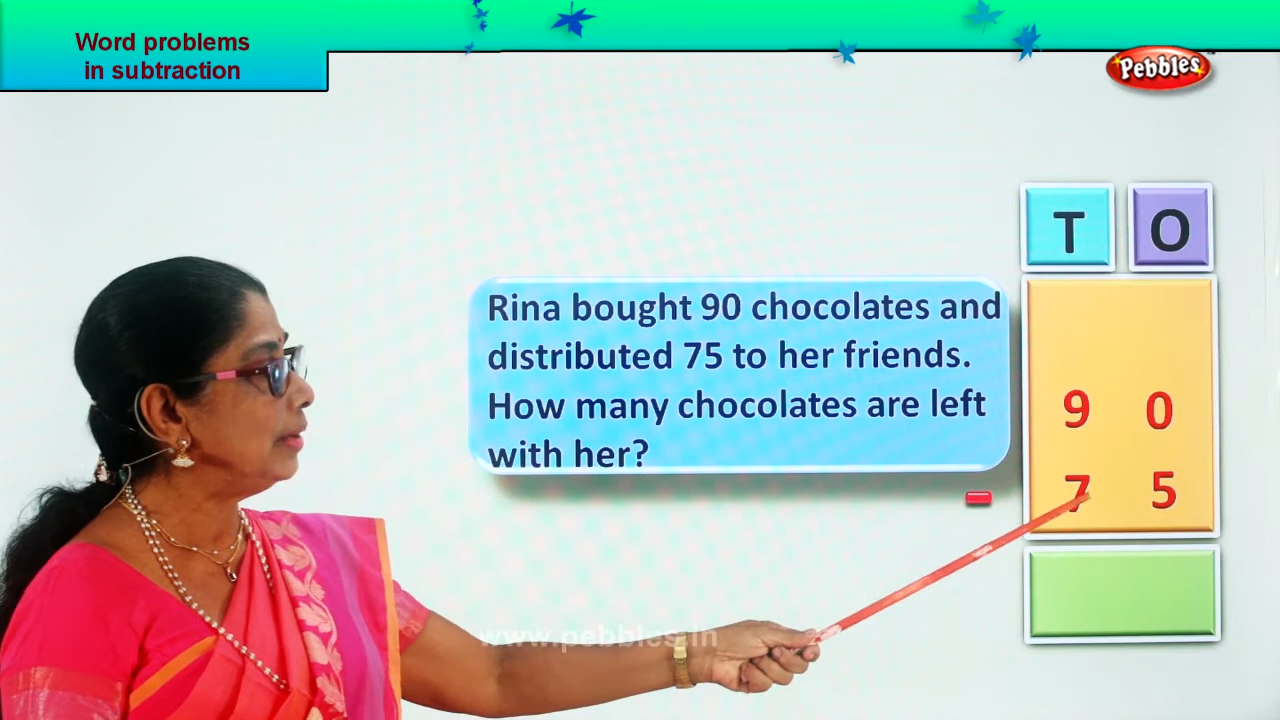 Word problems
in subtraction
Pebbles
T O
Rina bought 90 chocolates and
distributed 75 to her friends.
How many chocolates are left
with her?
9 0
- 7 5
www.pebbles.in